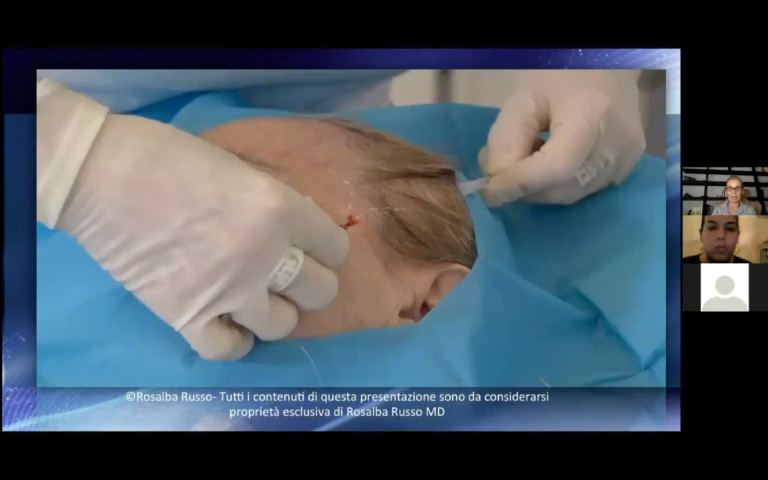 ©Rosalba Russo- Tutti i contenuti di questa presentazione sono da considerarsi
proprietà esclusiva di Rosalba Russo MD